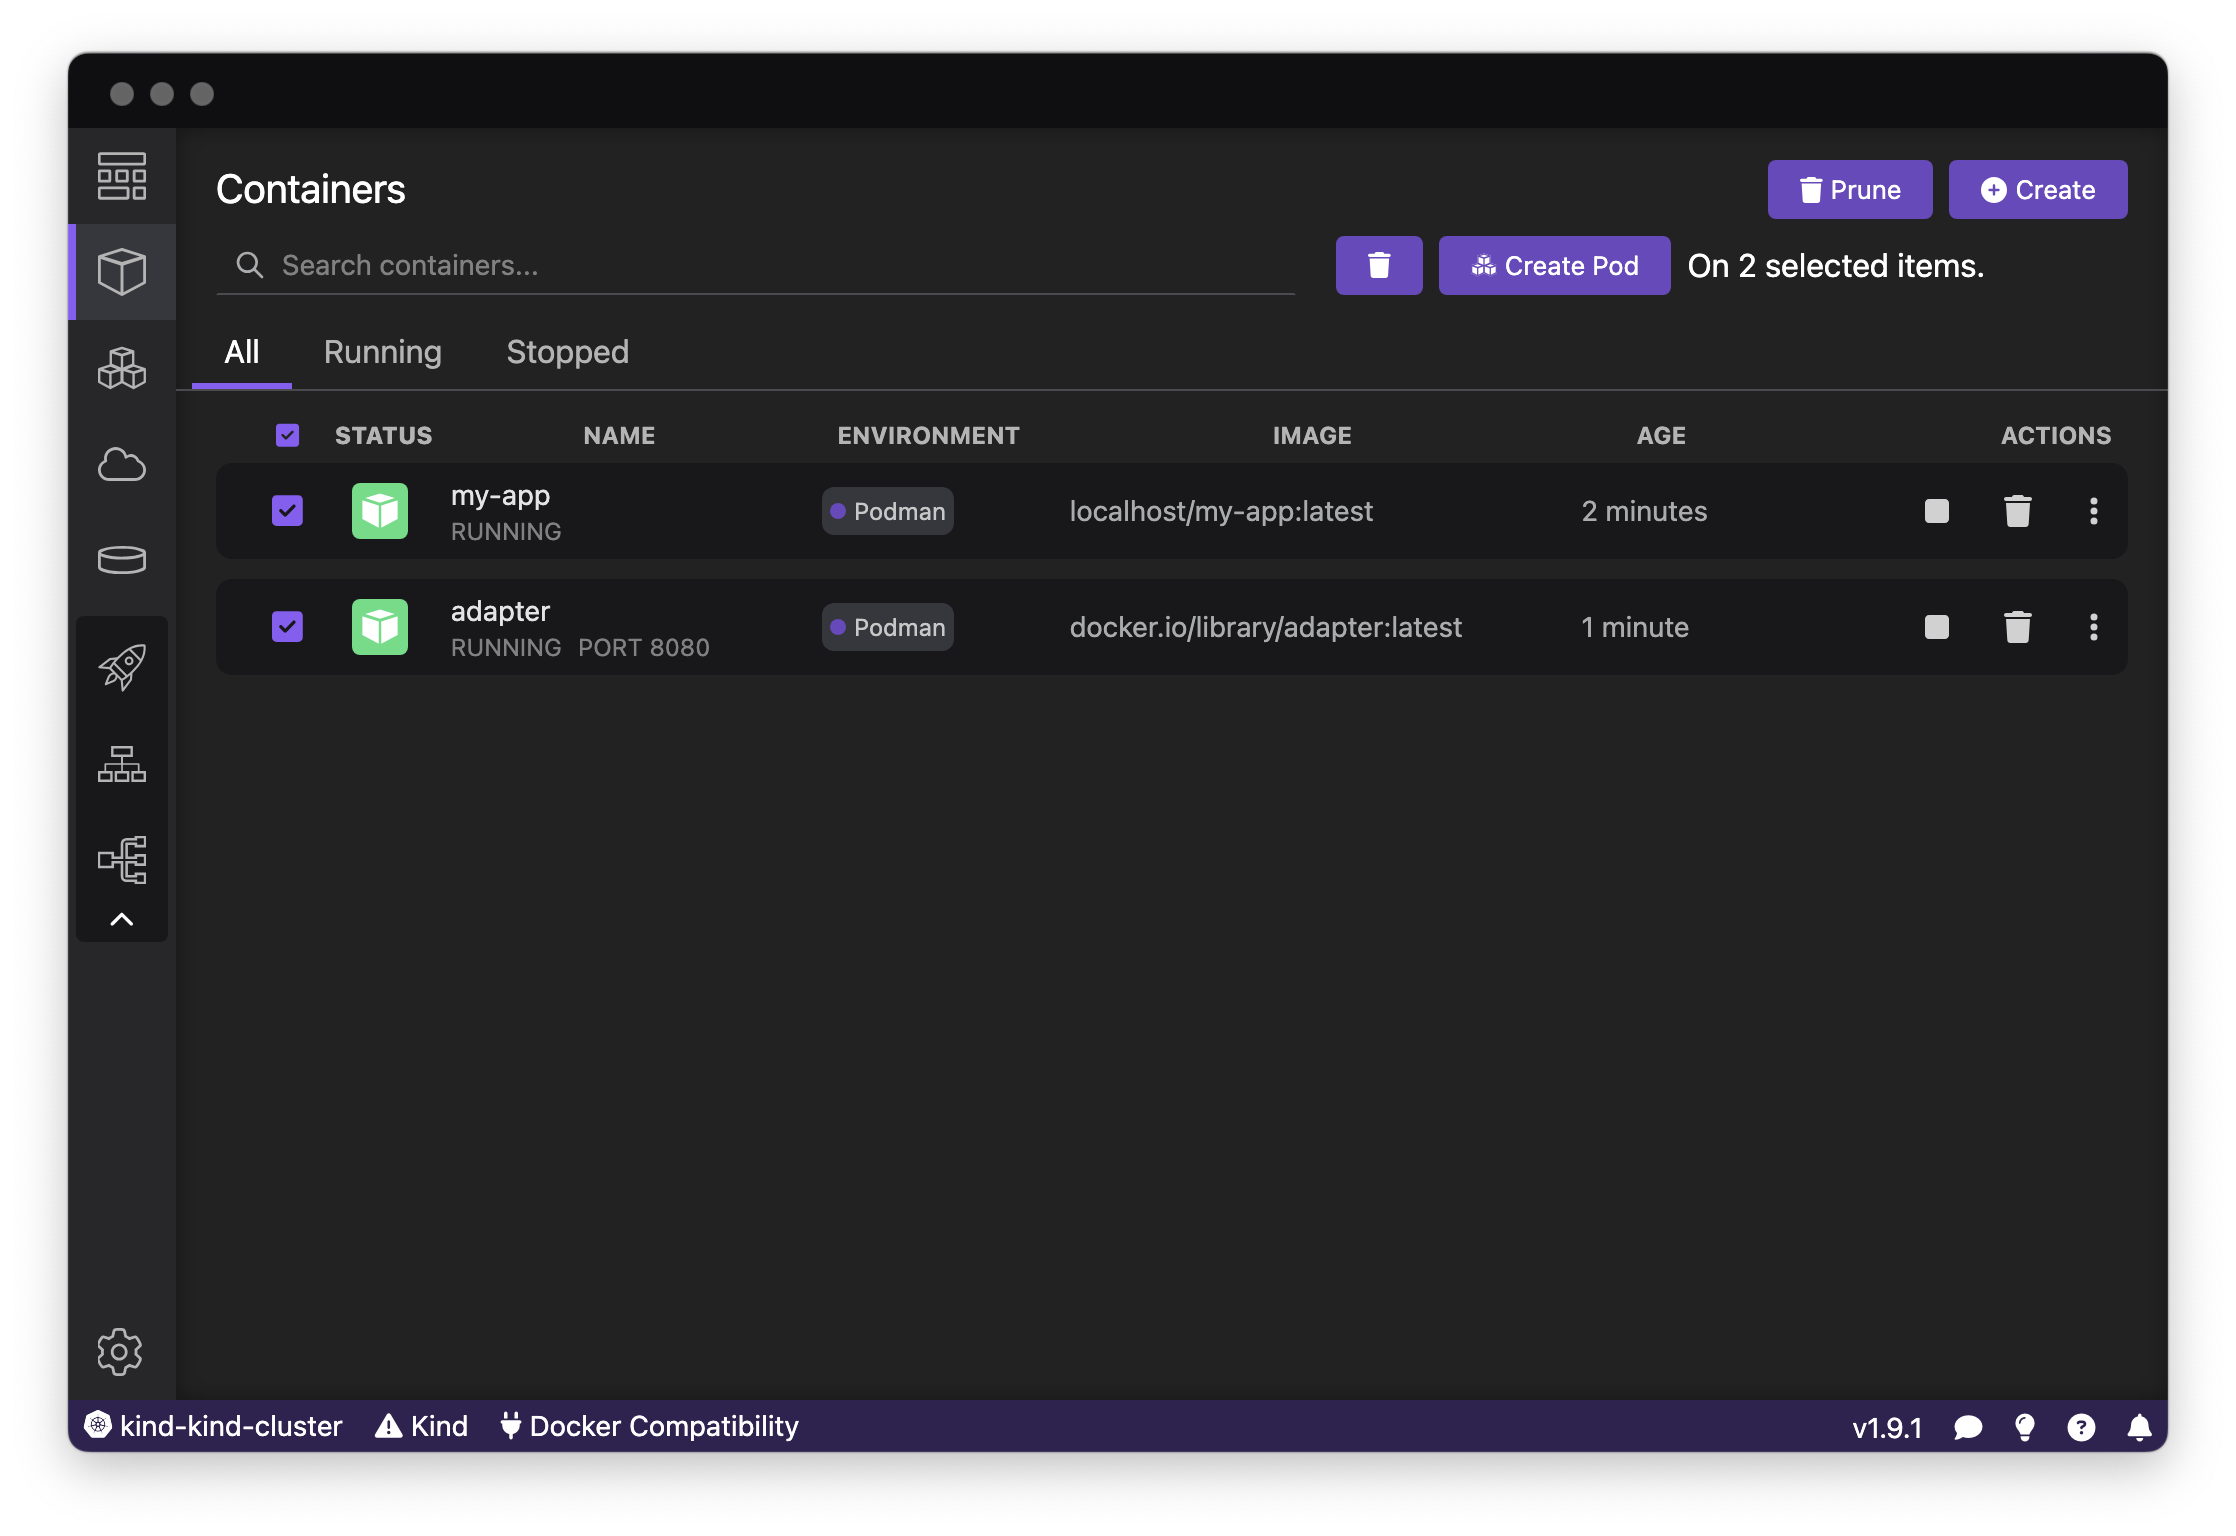 Containers
Prune
Create
Search containers...
Create Pod
On 2 selected items.
All
Running
Stopped
STATUS NAME ENVIRONMENT IMAGE AGE ACTIONS
my-app
RUNNING
Podman
localhost/my-app:latest
2 minutes
adapter
RUNNING PORT 8080
Podman
docker.io/library/adapter:latest
1 minute
kind-kind-cluster
Kind
Docker Compatibility
v1.9.1